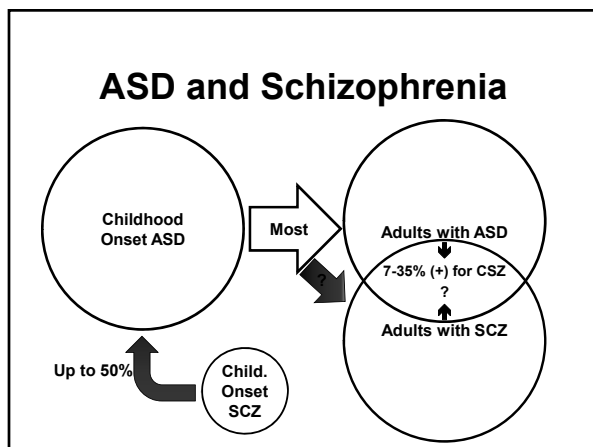 ASD and Schizophrenia
Childhood
Onset ASD
Most
?
Adults with ASD
7-35% (+) for CSZ
?
Adults with SCZ
Up to 50%
Child.
Onset
SCZ